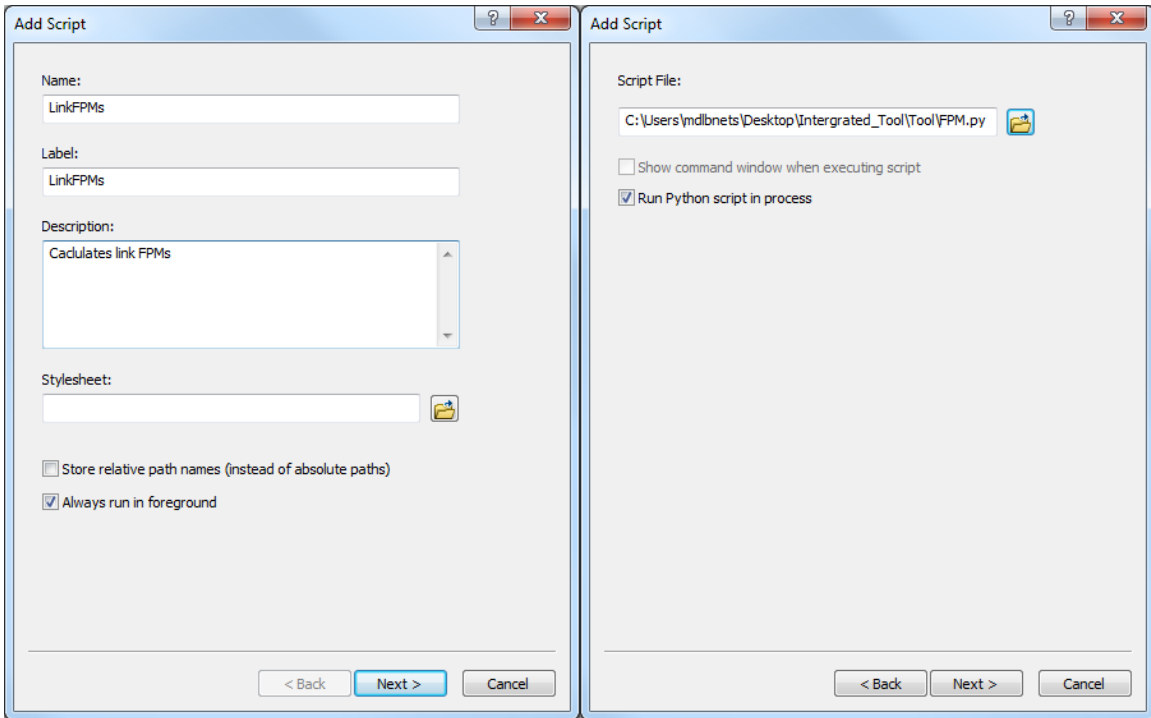 Add Script
Name:
LinkFPMs
Label:
LinkFPMs
Description:
Caclulates link FPMs
Stylesheet:
Store relative path names (instead of absolute paths)
Always run in foreground
< Back
Next >
Cancel
Add Script
Script File:
C:\Users\mdlbnets\Desktop\Intergrated_Tool\Tool\FPM.py
Show command window when executing script
Run Python script in process
< Back
Next >
Cancel